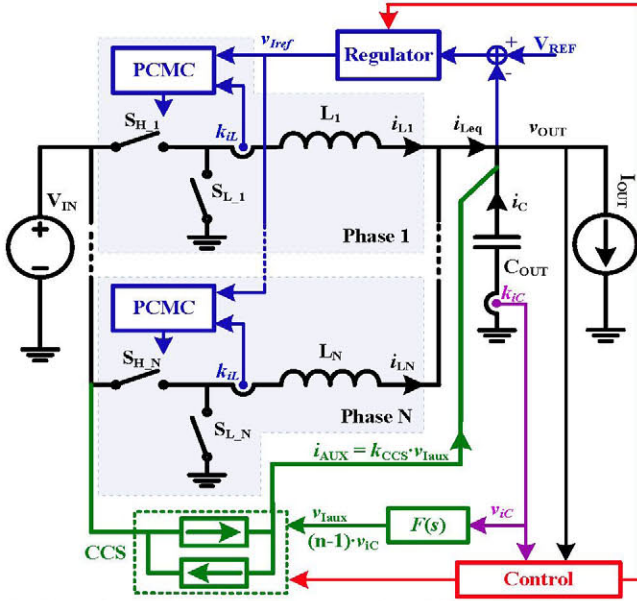 v_Iref
Regulator
+
V_REF
-
PCMC
S_H_1
k_iL
L_1
i_L1
i_Leq
v_OUT
V_IN
+
−
S_L_1
i_C
I_OUT
Phase 1
C_OUT
PCMC
k_iC
S_H_N
k_iL
L_N
i_LN
S_L_N
Phase N
i_AUX = k_CCS·v_Iaux
CCS
v_Iaux
(n-1)·v_iC
F(s)
v_iC
Control